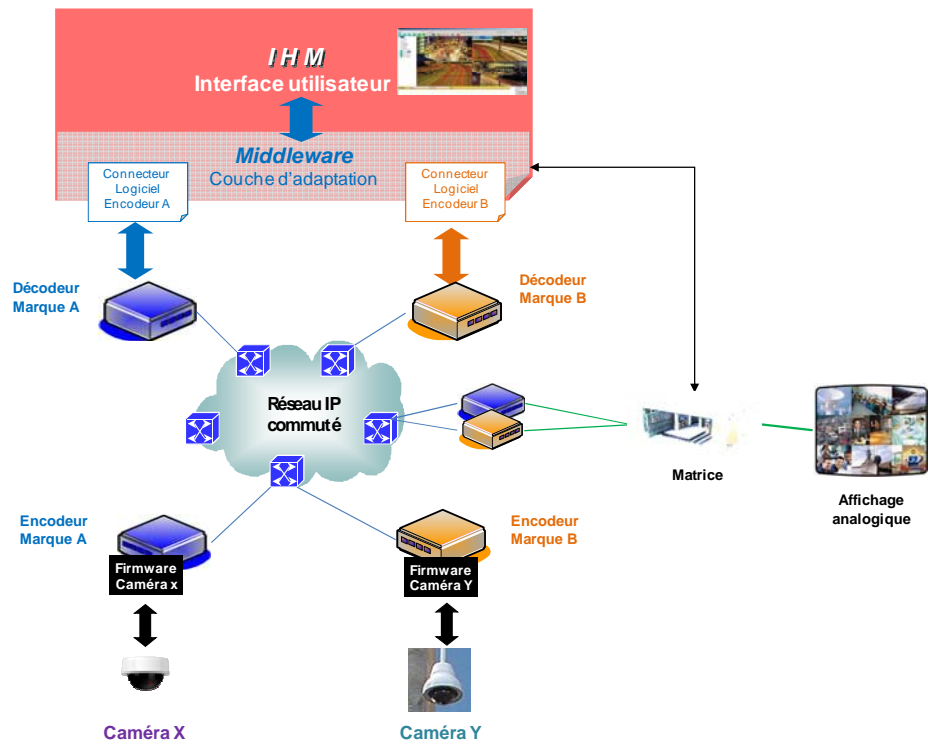 I H M
Interface utilisateur
Middleware
Couche d'adaptation
Connecteur
Logiciel
Encodeur A
Connecteur
Logiciel
Encodeur B
Décodeur
Marque A
Décodeur
Marque B
Réseau IP
commuté
Matrice
Affichage
analogique
Encodeur
Marque A
Encodeur
Marque B
Firmware
Caméra x
Firmware
Caméra Y
Caméra X
Caméra Y